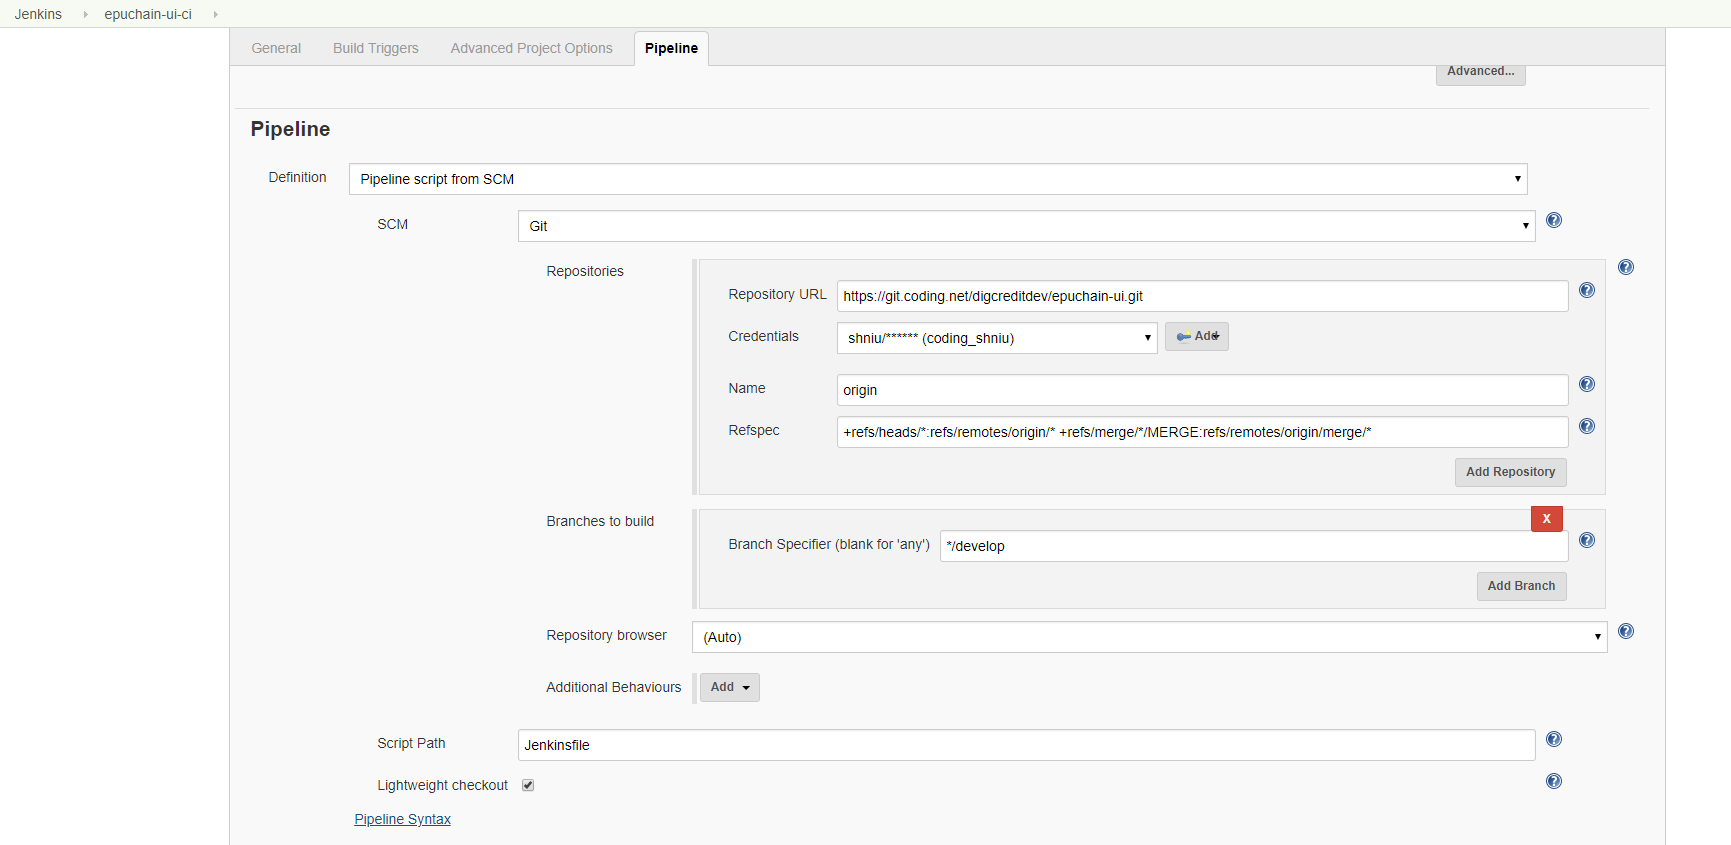 Jenkins epuchain-ui-ci
General Build Triggers Advanced Project Options Pipeline
Advanced...
Pipeline
Definition Pipeline script from SCM
SCM Git
Repositories
Repository URL https://git.coding.net/digcreditdev/epuchain-ui.git
Credentials shniu/****** (coding_shniu) Add
Name origin
Refspec +refs/heads/*:refs/remotes/origin/* +refs/merge/*/MERGE:refs/remotes/origin/merge/*
Add Repository
Branches to build X
Branch Specifier (blank for 'any') */develop
Add Branch
Repository browser (Auto)
Additional Behaviours Add
Script Path Jenkinsfile
Lightweight checkout
Pipeline Syntax